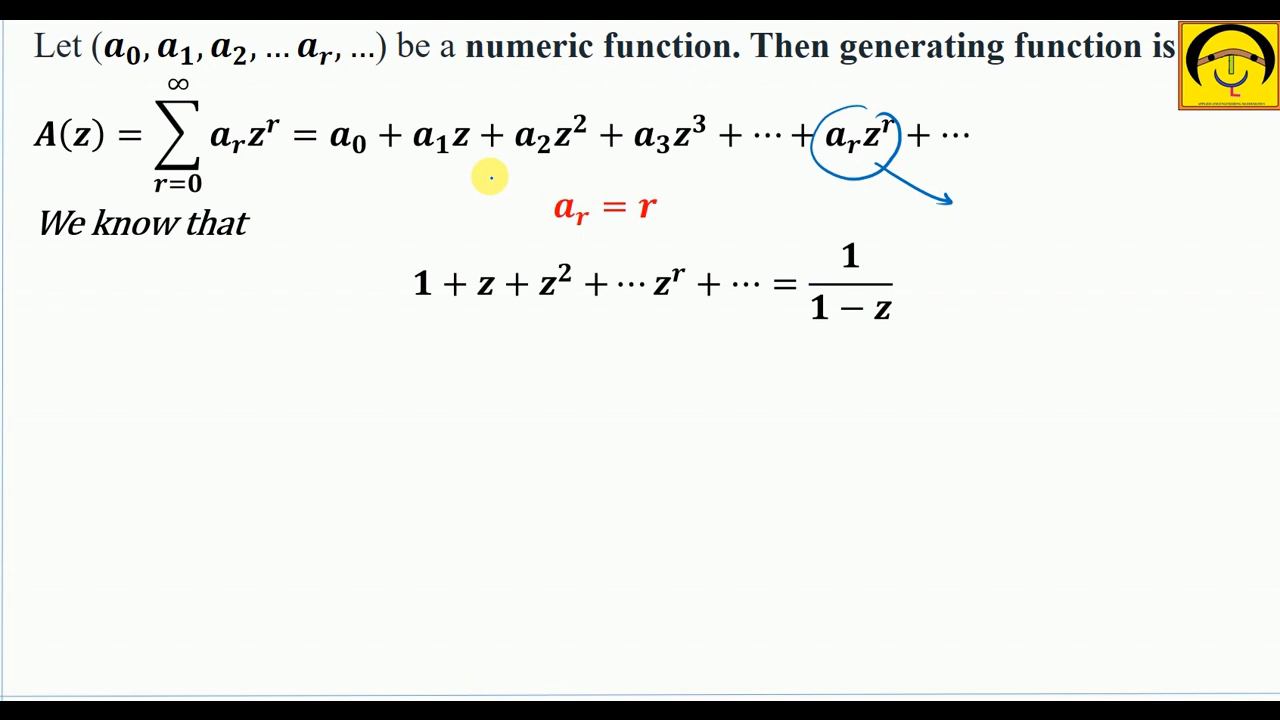 Let (a₀, a₁, a₂, … aᵣ, …) be a numeric function. Then generating function is
A(z) = ∑_{r=0}^{∞} aᵣzʳ = a₀ + a₁z + a₂z² + a₃z³ + ⋯ + aᵣzʳ + ⋯
We know that
aᵣ = r
1 + z + z² + ⋯ zʳ + ⋯ = 1/(1 − z)